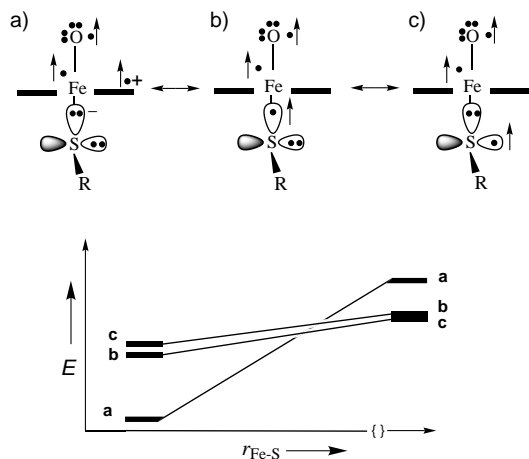 a) b) c)
O O O
+
Fe Fe Fe
−
S S S
R R R
a
c b
b c
E
a
{ }
rFe-S